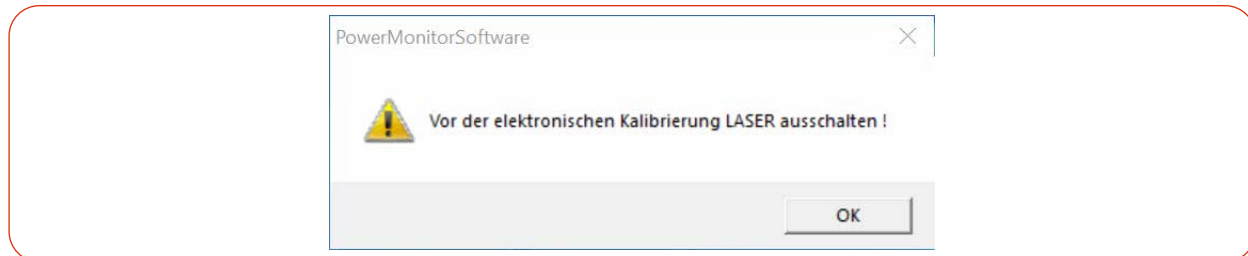 PowerMonitorSoftware
Vor der elektronischen Kalibrierung LASER ausschalten !
OK